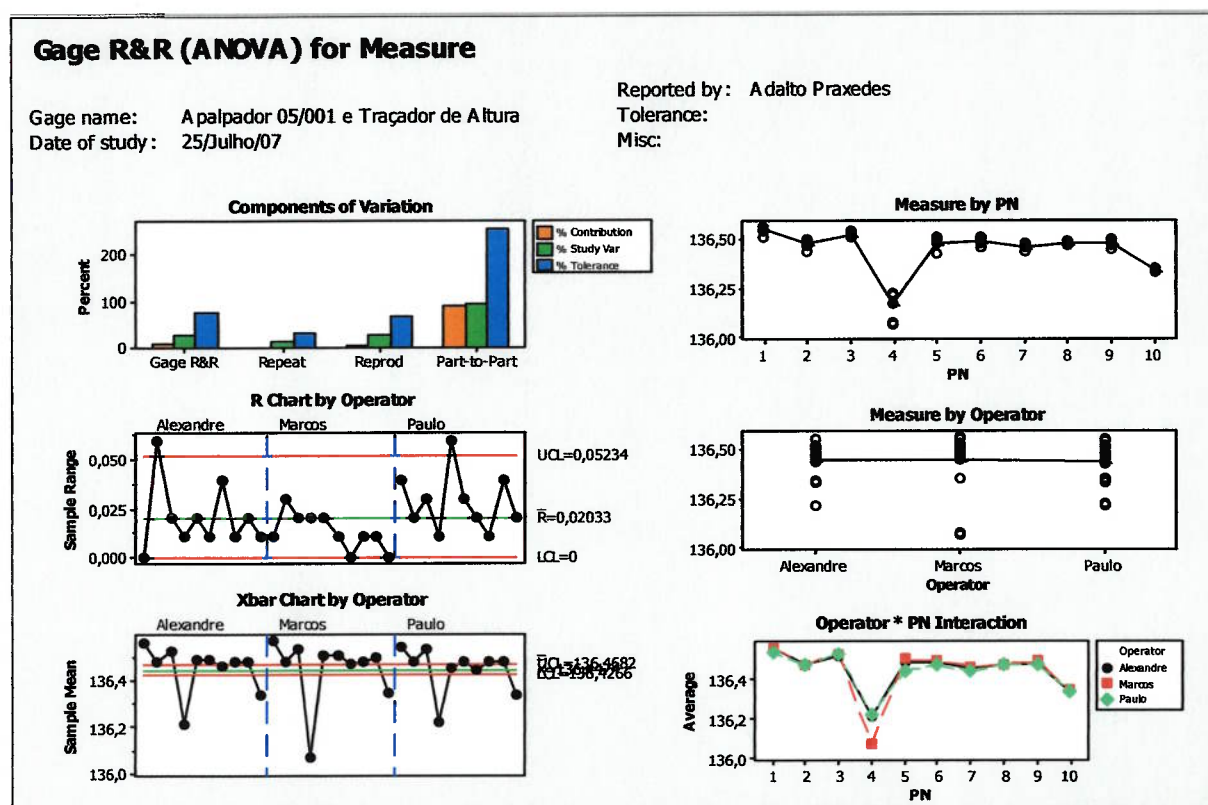 Gage R&R (ANOVA) for Measure
Gage name: Apalpador 05/001 e Traçador de Altura
Date of study: 25/Julho/07
Reported by: Adalto Praxedes
Tolerance:
Misc:
Components of Variation
Percent
200
100
0
Gage R&R Repeat Reprod Part-to-Part
% Contribution
% Study Var
% Tolerance
R Chart by Operator
Alexandre Marcos Paulo
Sample Range
0,050
0,025
0,000
UCL=0,05234
R=0,02033
LCL=0
Xbar Chart by Operator
Alexandre Marcos Paulo
Sample Mean
136,4
136,2
136,0
UCL=136,4682
Measure by PN
136,50
136,25
136,00
1 2 3 4 5 6 7 8 9 10
PN
Measure by Operator
136,50
136,25
136,00
Alexandre Marcos Paulo
Operator
Operator * PN Interaction
Average
136,4
136,2
136,0
1 2 3 4 5 6 7 8 9 10
PN
Operator
Alexandre
Marcos
Paulo